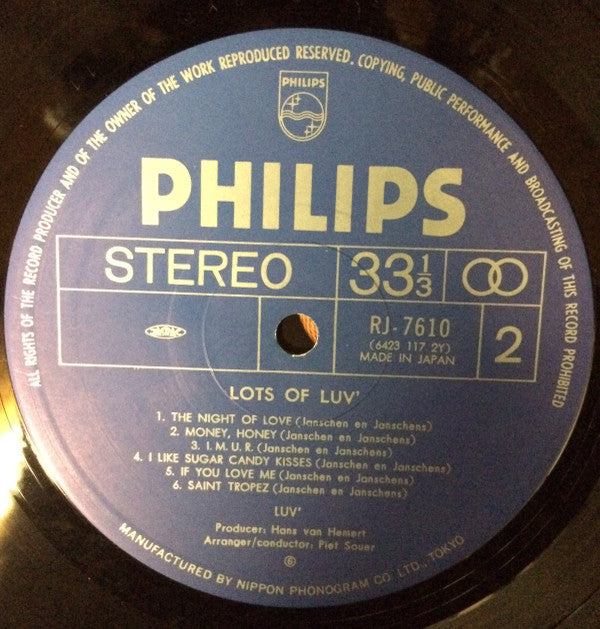 ALL RIGHTS OF THE RECORD PRODUCER AND OF THE OWNER OF THE WORK REPRODUCED RESERVED. COPYING, PUBLIC PERFORMANCE AND BROADCASTING OF THIS RECORD PROHIBITED
PHILIPS
PHILIPS
STEREO
33 1/3
RJ-7610
(6423 117 2Y)
MADE IN JAPAN
2
LOTS OF LUV'
1. THE NIGHT OF LOVE (Janschen en Janschens)
2. MONEY, HONEY (Janschen en Janschens)
3. I. M. U. R. (Janschen en Janschens)
4. I LIKE SUGAR CANDY KISSES (Janschen en Janschens)
5. IF YOU LOVE ME (Janschen en Janschens)
6. SAINT TROPEZ (Janschen en Janschens)
LUV'
Producer: Hans van Hemert
Arranger/conductor: Piet Souer
MANUFACTURED BY NIPPON PHONOGRAM CO. LTD., TOKYO